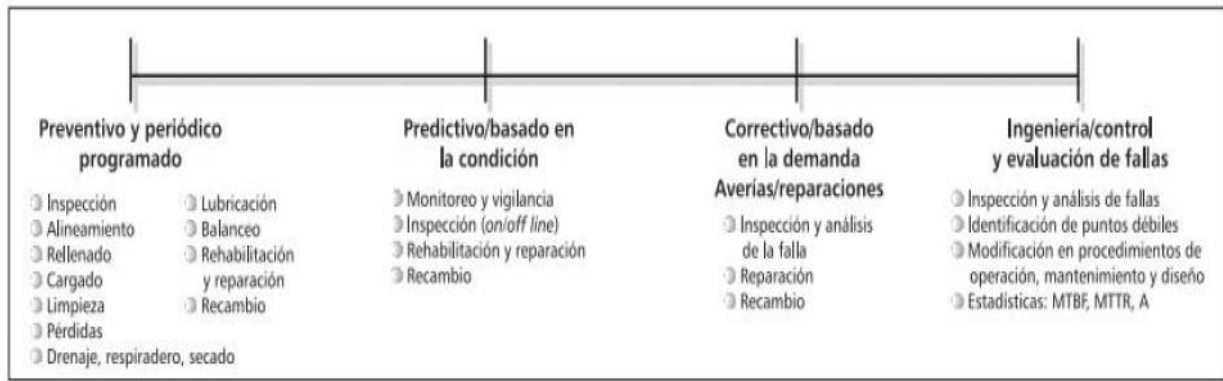 Preventivo y periódico
programado
Inspección
Alineamiento
Rellenado
Cargado
Limpieza
Pérdidas
Drenaje, respiradero, secado
Lubricación
Balanceo
Rehabilitación
y reparación
Recambio
Predictivo/basado en
la condición
Monitoreo y vigilancia
Inspección (on/off line)
Rehabilitación y reparación
Recambio
Correctivo/basado
en la demanda
Averías/reparaciones
Inspección y análisis
de la falla
Reparación
Recambio
Ingeniería/control
y evaluación de fallas
Inspección y análisis de fallas
Identificación de puntos débiles
Modificación en procedimientos de
operación, mantenimiento y diseño
Estadísticas: MTBF, MTTR, A